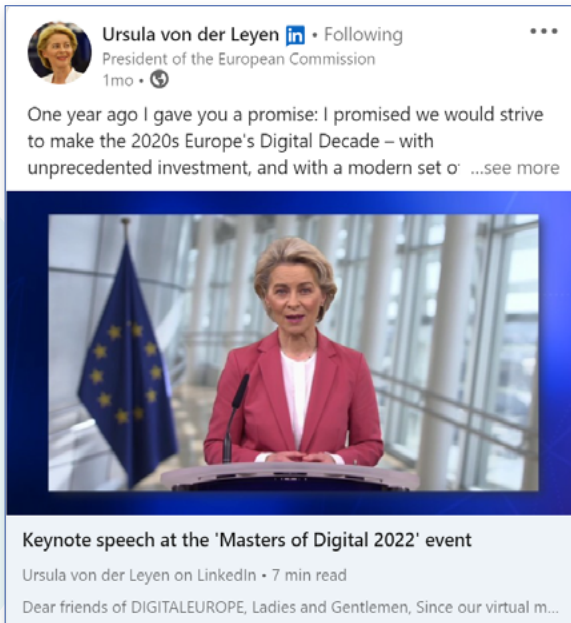 Ursula von der Leyen in • Following
President of the European Commission
1mo •
One year ago I gave you a promise: I promised we would strive
to make the 2020s Europe's Digital Decade – with
unprecedented investment, and with a modern set o ...see more
Keynote speech at the 'Masters of Digital 2022' event
Ursula von der Leyen on LinkedIn • 7 min read
Dear friends of DIGITALEUROPE, Ladies and Gentlemen, Since our virtual m...